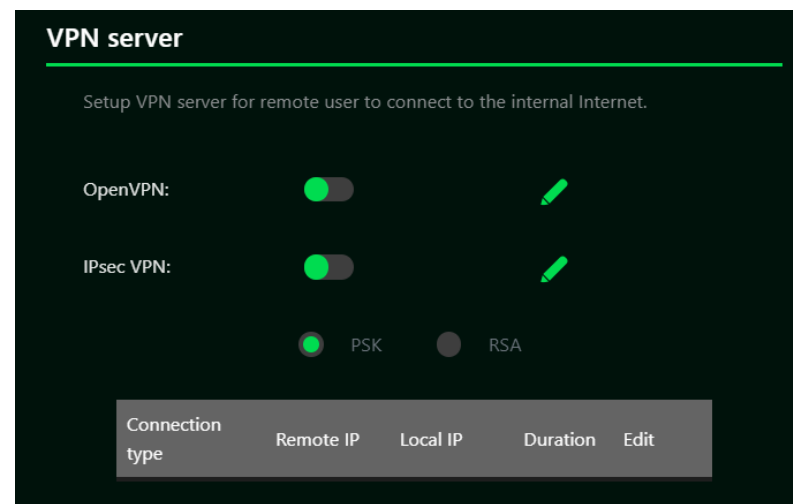 VPN server
Setup VPN server for remote user to connect to the internal Internet.
OpenVPN:
IPsec VPN:
PSK RSA
Connection type Remote IP Local IP Duration Edit